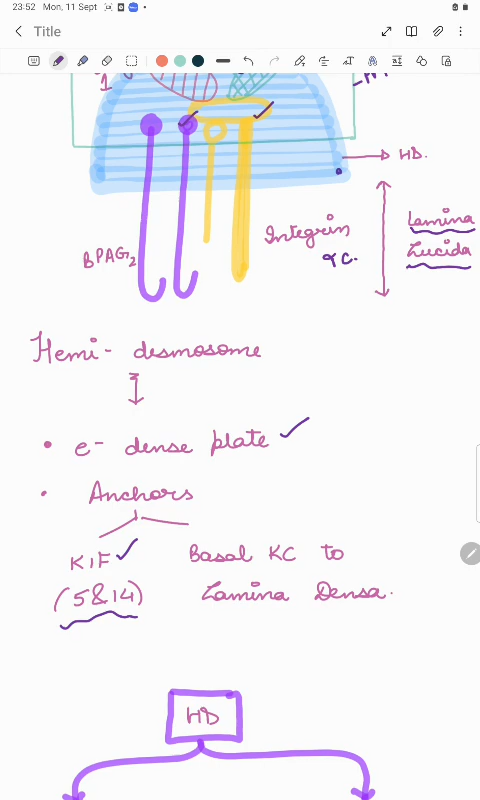 23:52 Mon, 11 Sept
Title
1
HD.
Lamina
Lucida
Integrin
BPAG2
Hemi- desmosome
• e- dense plate ✓
• Anchors
KIF ✓ Basal KC to
(5&14) Lamina Densa.
HD